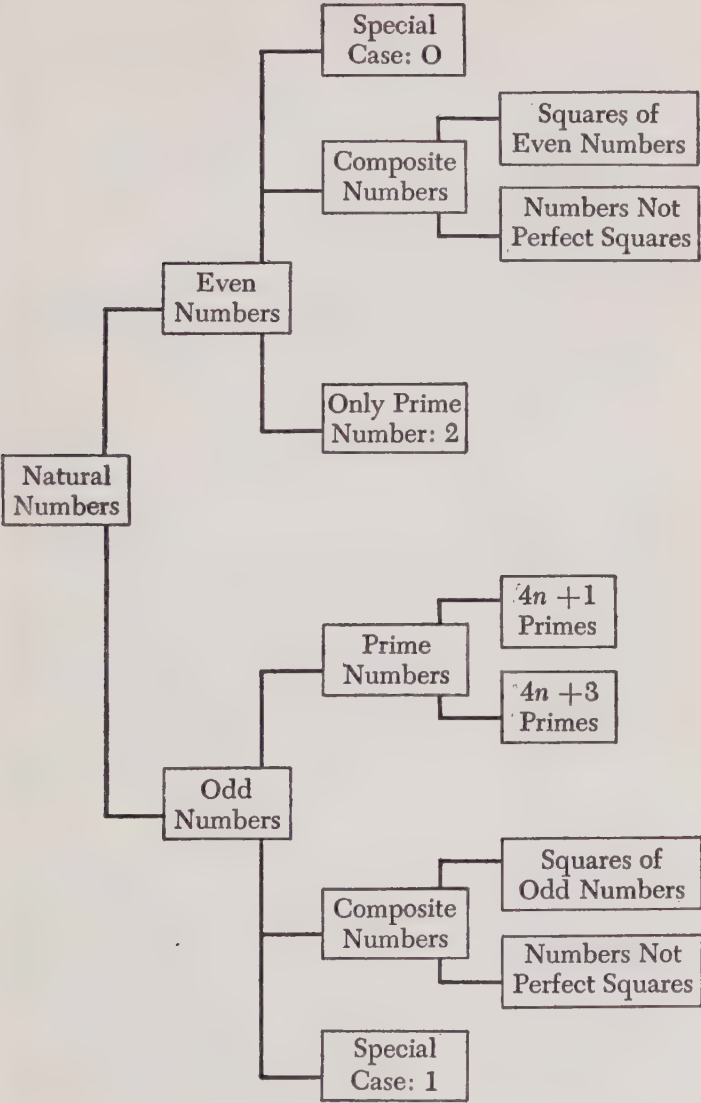 Special
Case: O
Squares of
Even Numbers
Composite
Numbers
Numbers Not
Perfect Squares
Even
Numbers
Only Prime
Number: 2
Natural
Numbers
4n +1
Primes
Prime
Numbers
4n +3
Primes
Odd
Numbers
Squares of
Odd Numbers
Composite
Numbers
Numbers Not
Perfect Squares
Special
Case: 1